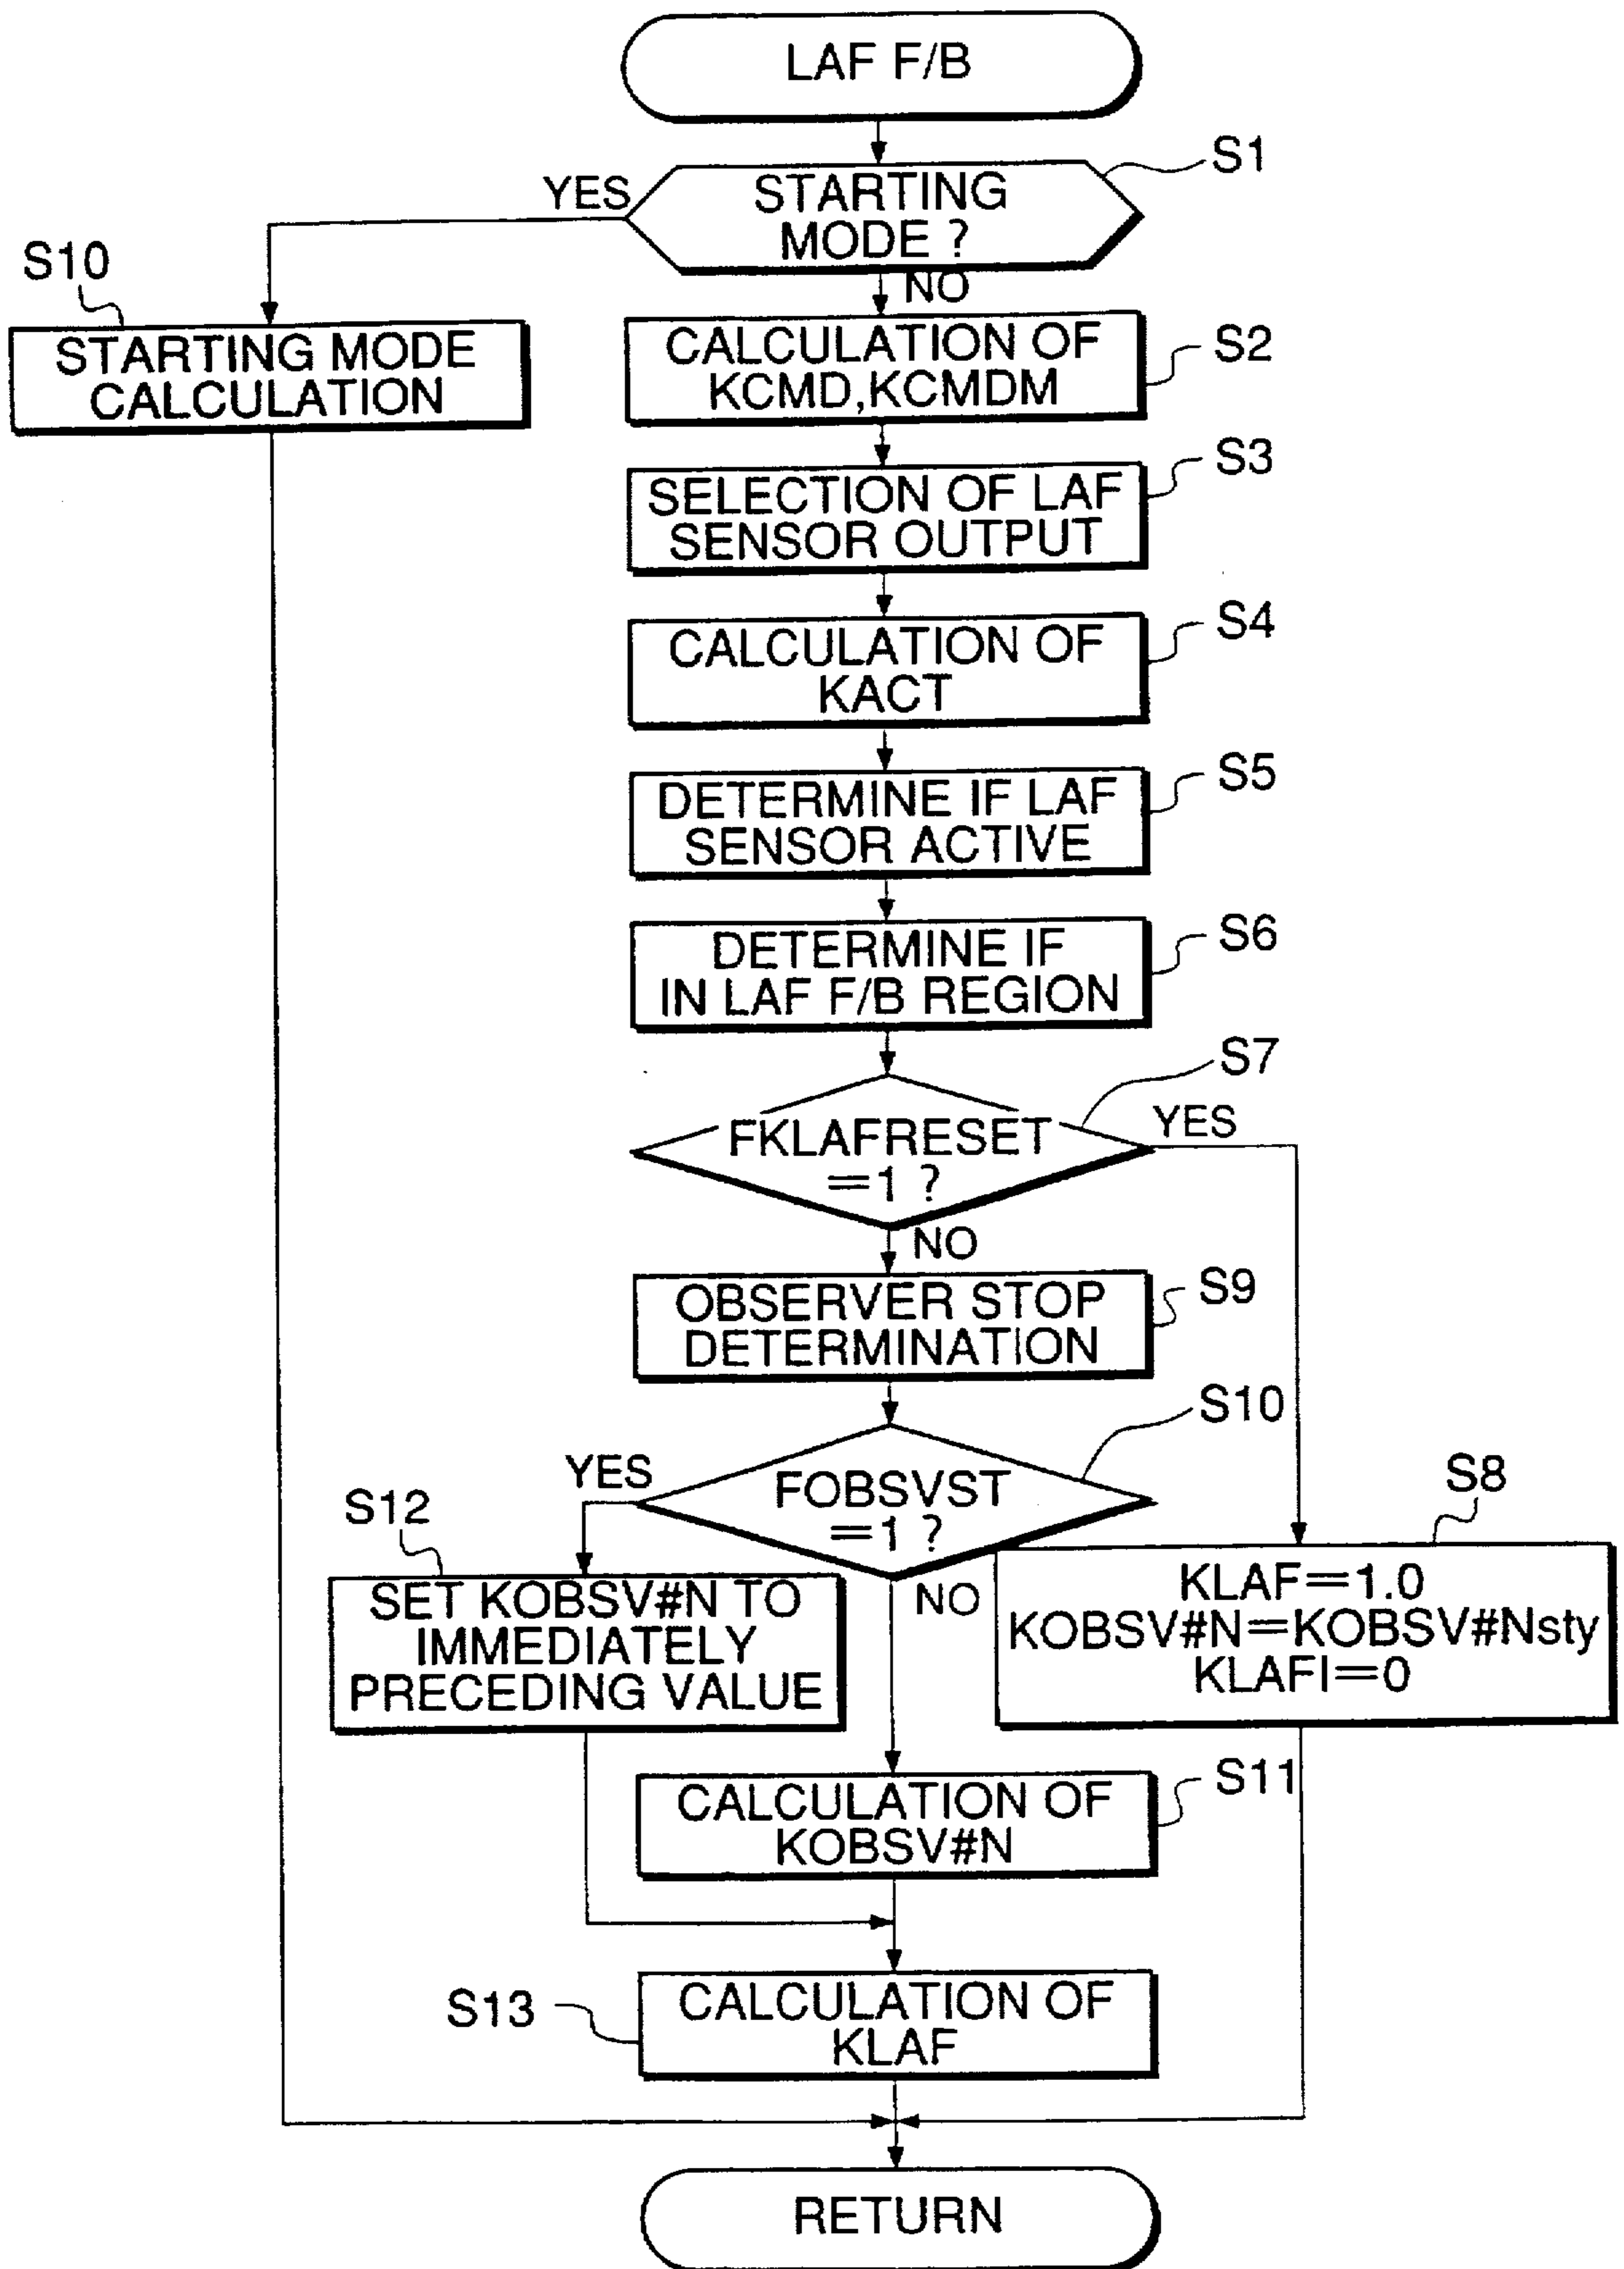 LAF F/B
S1
YES
STARTING
MODE ?
S10
NO
STARTING MODE
CALCULATION
CALCULATION OF
KCMD,KCMDM
S2
S3
SELECTION OF LAF
SENSOR OUTPUT
S4
CALCULATION OF
KACT
S5
DETERMINE IF LAF
SENSOR ACTIVE
S6
DETERMINE IF
IN LAF F/B REGION
S7
YES
FKLAFRESET
=1 ?
NO
S9
OBSERVER STOP
DETERMINATION
S10
YES
FOBSVST
=1 ?
S8
S12
NO
SET KOBSV#N TO
IMMEDIATELY
PRECEDING VALUE
KLAF=1.0
KOBSV#N=KOBSV#Nsty
KLAFI=0
S11
CALCULATION OF
KOBSV#N
S13
CALCULATION OF
KLAF
RETURN